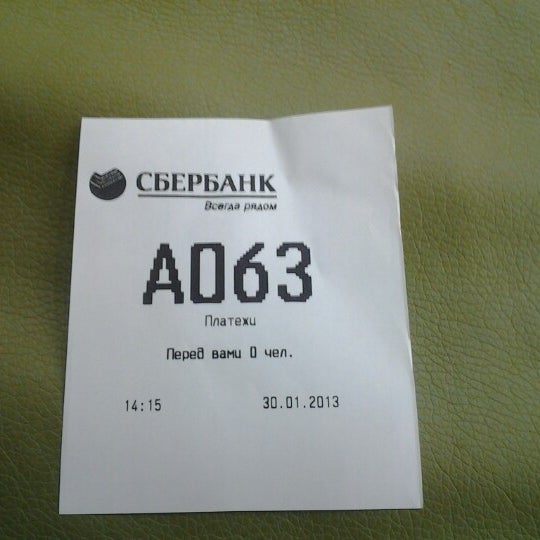 СБЕРБАНК
Всегда рядом
А063
Платежи
Перед вами 0 чел.
14:15 30.01.2013